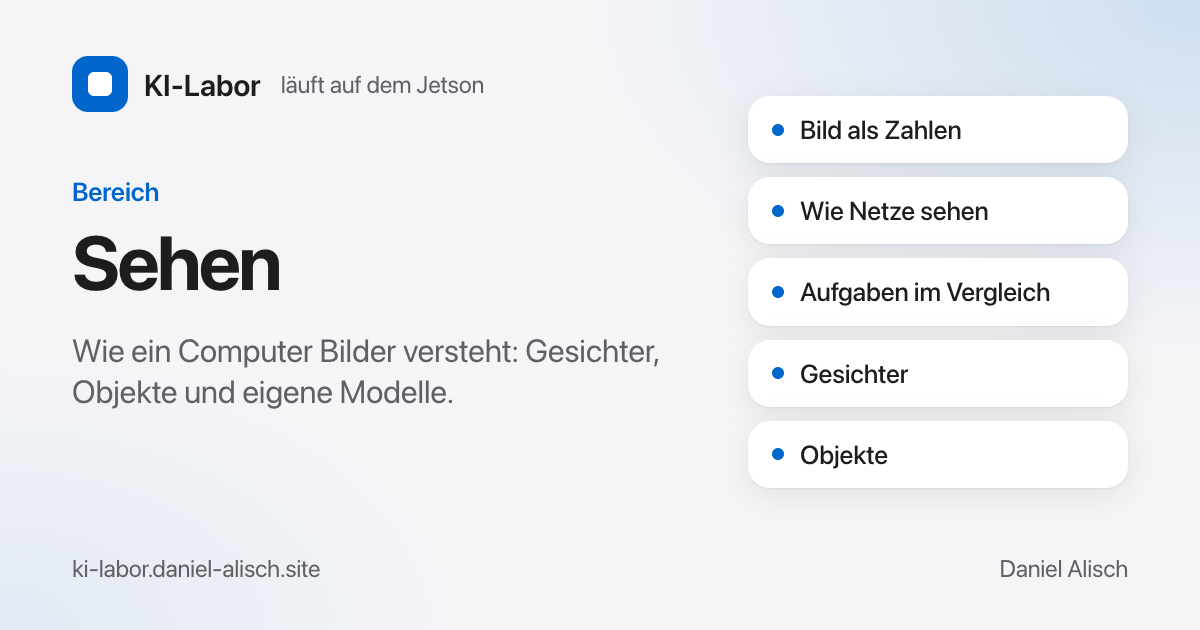 KI-Labor läuft auf dem Jetson
Bereich
Sehen
Wie ein Computer Bilder versteht: Gesichter,
Objekte und eigene Modelle.
Bild als Zahlen
Wie Netze sehen
Aufgaben im Vergleich
Gesichter
Objekte
ki-labor.daniel-alisch.site
Daniel Alisch